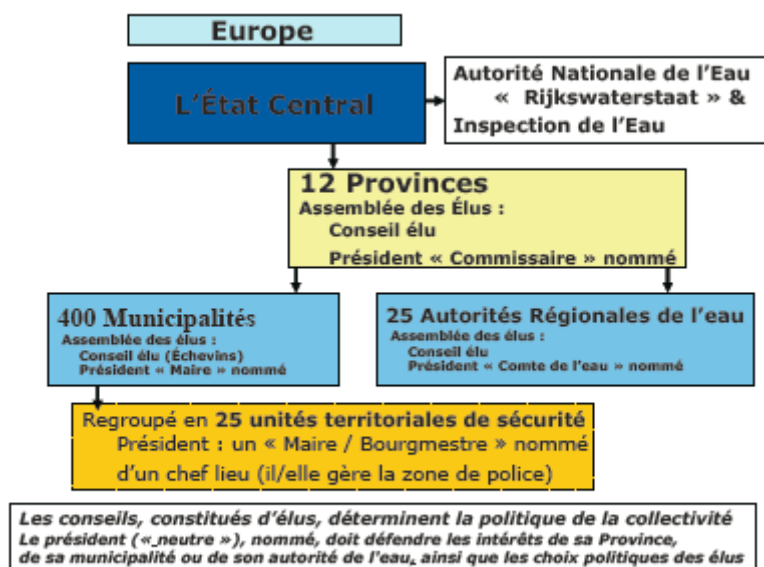 Europe
L'État Central
Autorité Nationale de l'Eau
« Rijkswaterstaat » &
Inspection de l'Eau
12 Provinces
Assemblée des Élus :
Conseil élu
Président « Commissaire » nommé
400 Municipalités
Assemblée des élus :
Conseil élu (Échevins)
Président « Maire » nommé
25 Autorités Régionales de l'eau
Assemblée des élus :
Conseil élu
Président « Comte de l'eau » nommé
Regroupé en 25 unités territoriales de sécurité
Président : un « Maire / Bourgmestre » nommé
d'un chef lieu (il/elle gère la zone de police)
Les conseils, constitués d'élus, déterminent la politique de la collectivité
Le président (« neutre »), nommé, doit défendre les intérêts de sa Province,
de sa municipalité ou de son autorité de l'eau, ainsi que les choix politiques des élus